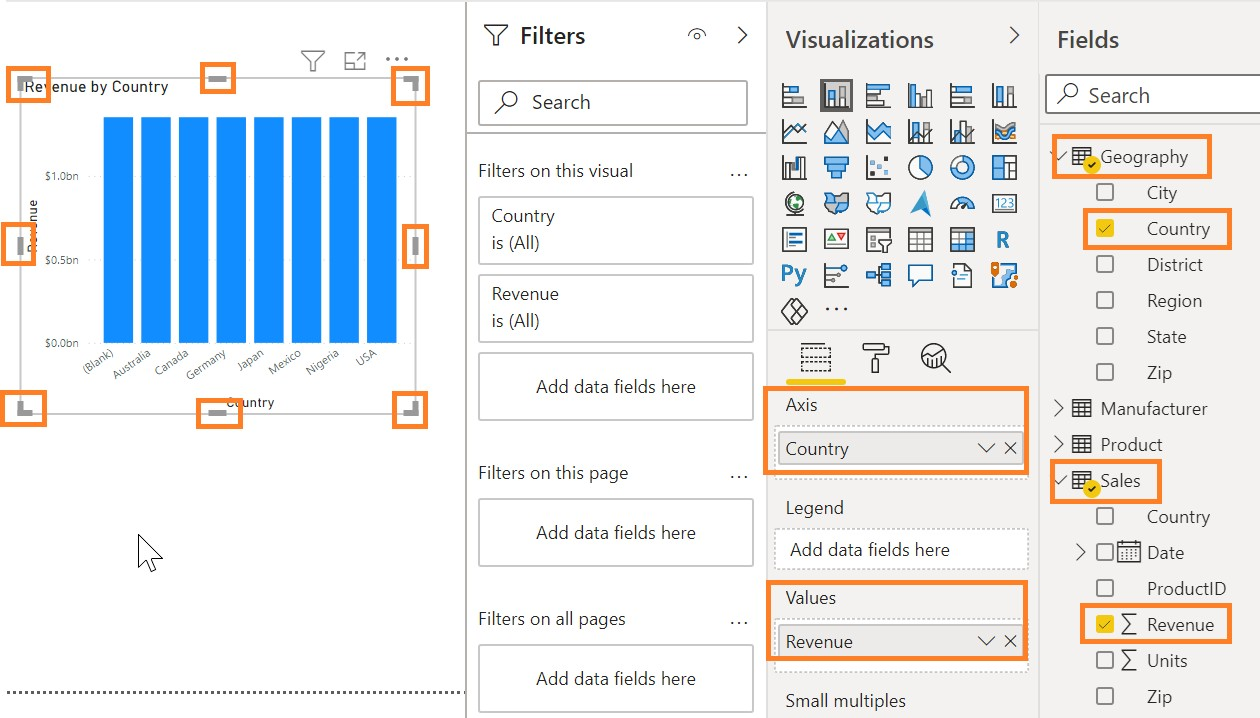 Revenue by Country
Revenue
$1.0bn
$0.5bn
$0.0bn
(Blank)
Australia
Canada
Germany
Japan
Mexico
Nigeria
USA
Country
Filters
Search
Filters on this visual
...
Country
is (All)
Revenue
is (All)
Add data fields here
Filters on this page
...
Add data fields here
Filters on all pages
...
Add data fields here
Visualizations
123
R
Py
...
Axis
Country
Legend
Add data fields here
Values
Revenue
Small multiples
Fields
Search
Geography
City
Country
District
Region
State
Zip
Manufacturer
Product
Sales
Country
Date
ProductID
Σ Revenue
Σ Units
Zip